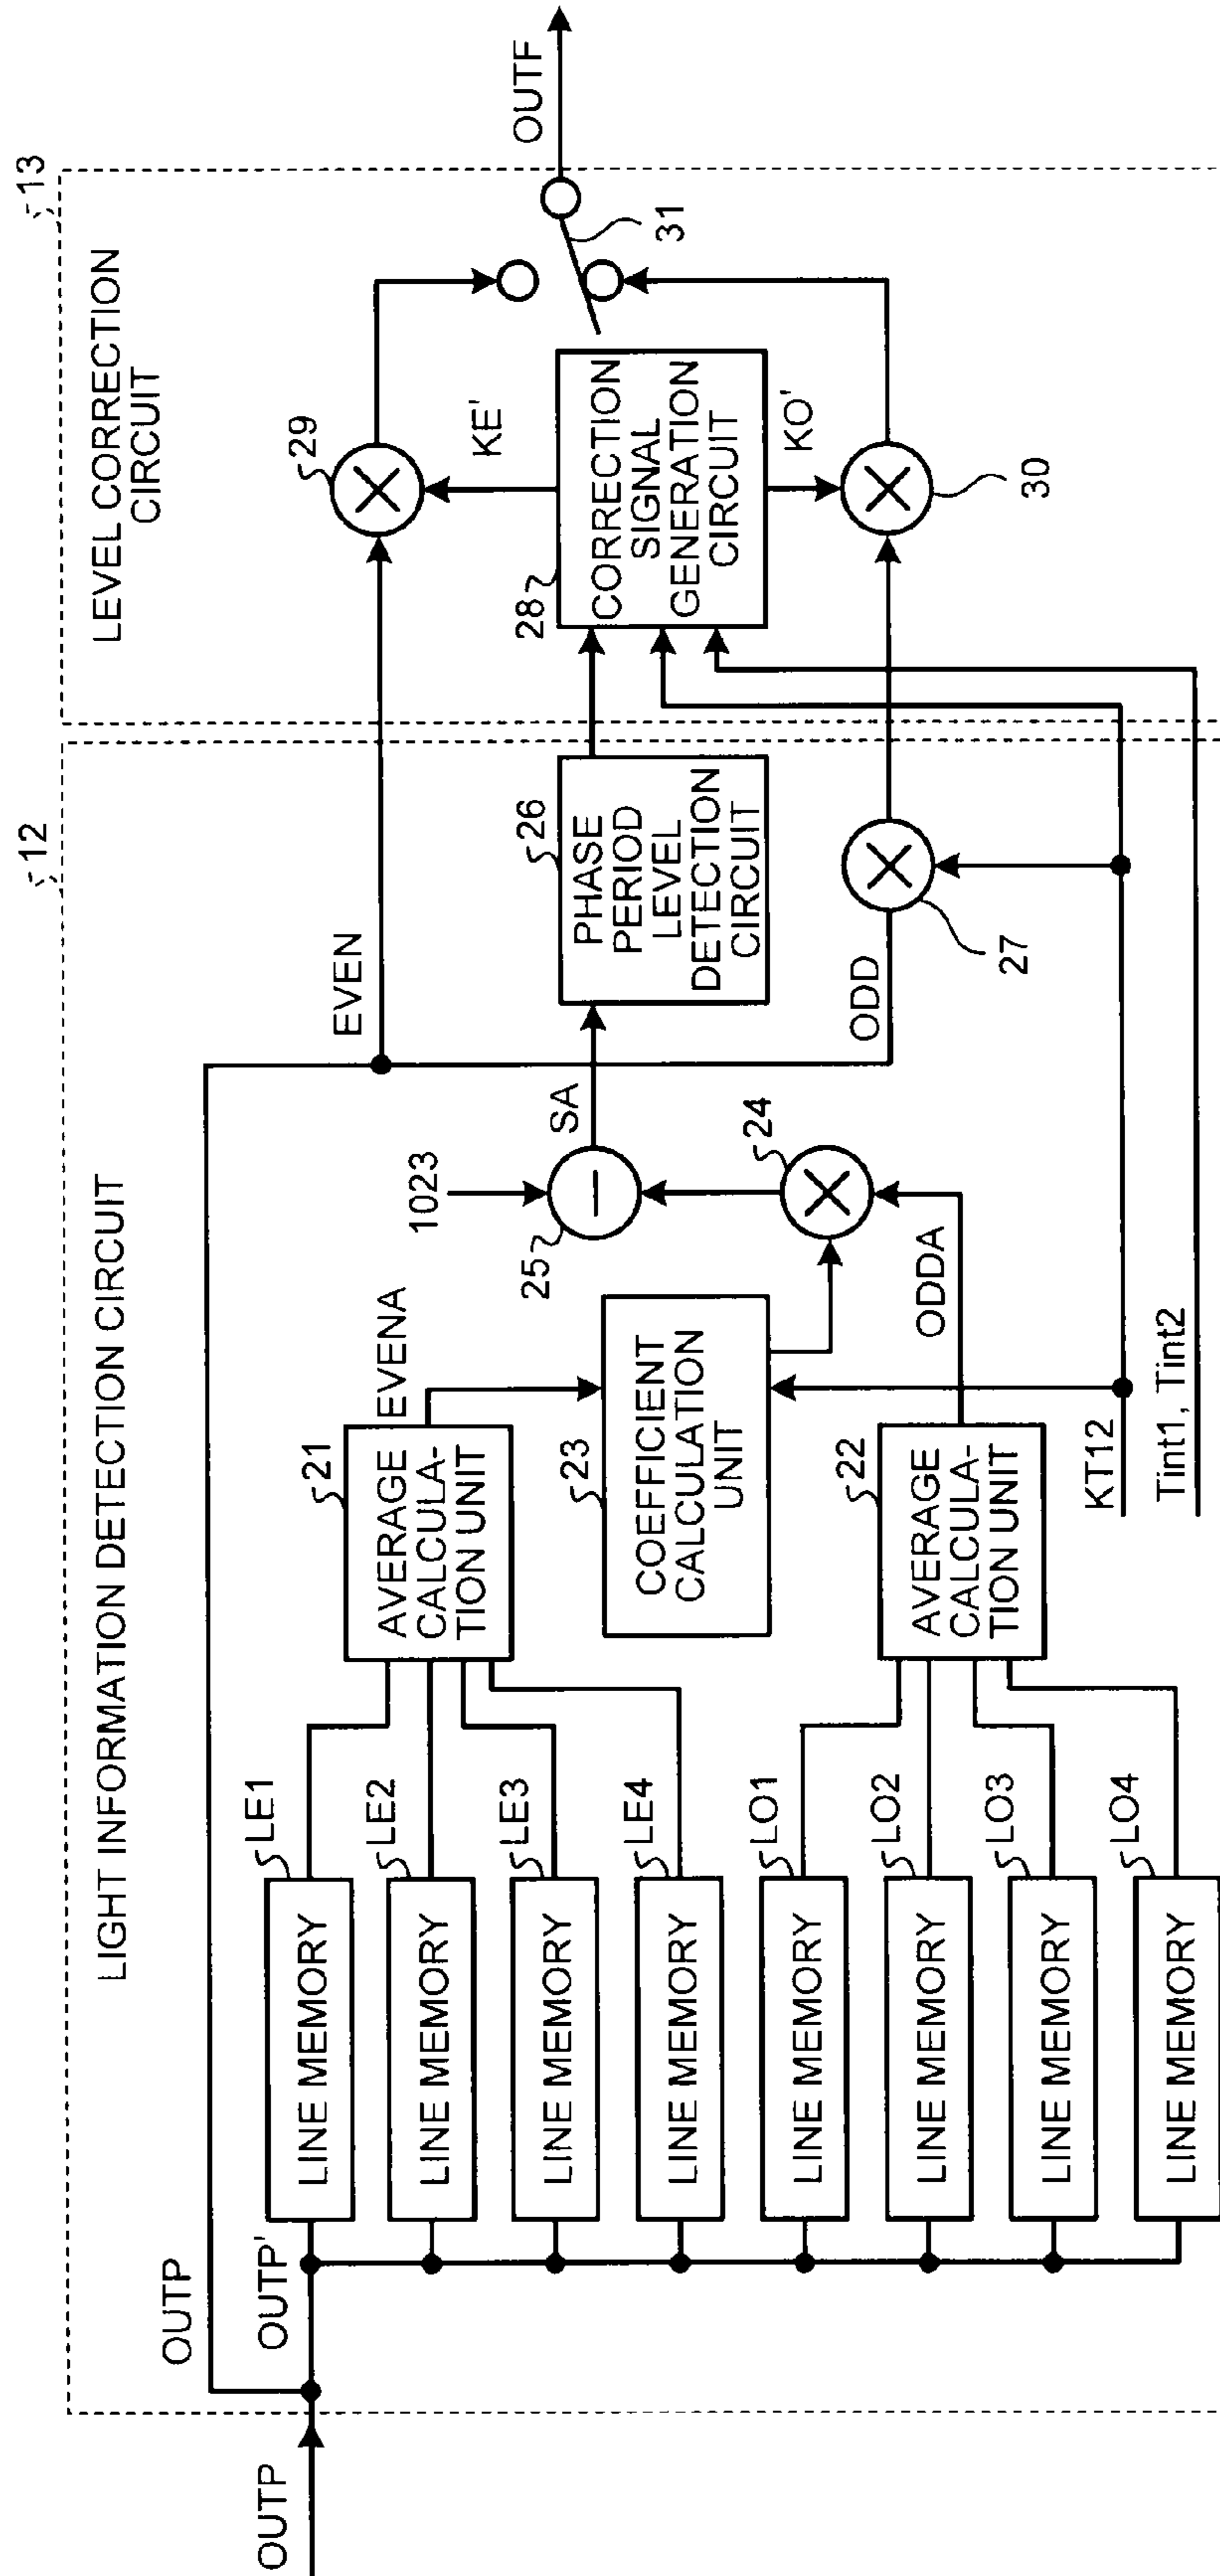 OUTP
OUTP
OUTP'
LIGHT INFORMATION DETECTION CIRCUIT
12
LINE MEMORY
LE1
LINE MEMORY
LE2
LINE MEMORY
LE3
LINE MEMORY
LE4
LINE MEMORY
LO1
LINE MEMORY
LO2
LINE MEMORY
LO3
LINE MEMORY
LO4
21
AVERAGE
CALCULA-
TION UNIT
EVENA
23
COEFFICIENT
CALCULATION
UNIT
22
AVERAGE
CALCULA-
TION UNIT
ODDA
KT12
Tint1, Tint2
1023
25
24
SA
EVEN
ODD
26
PHASE
PERIOD
LEVEL
DETECTION
CIRCUIT
27
LEVEL CORRECTION
CIRCUIT
13
28
CORRECTION
SIGNAL
GENERATION
CIRCUIT
29
KE'
KO'
30
31
OUTF